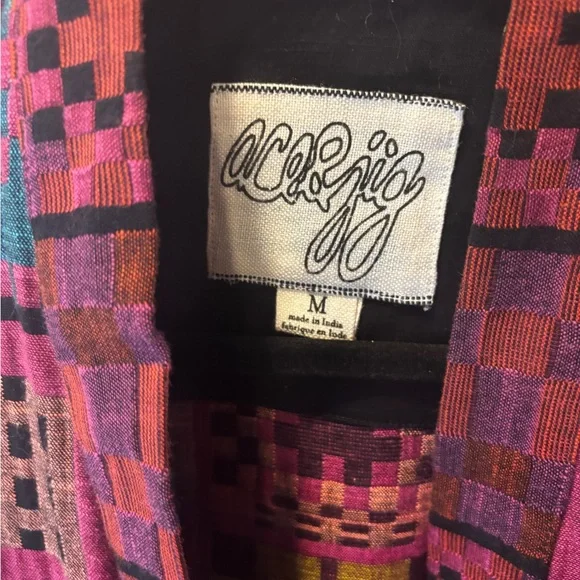 ace&jig
M
made in India
fabriqué en Inde